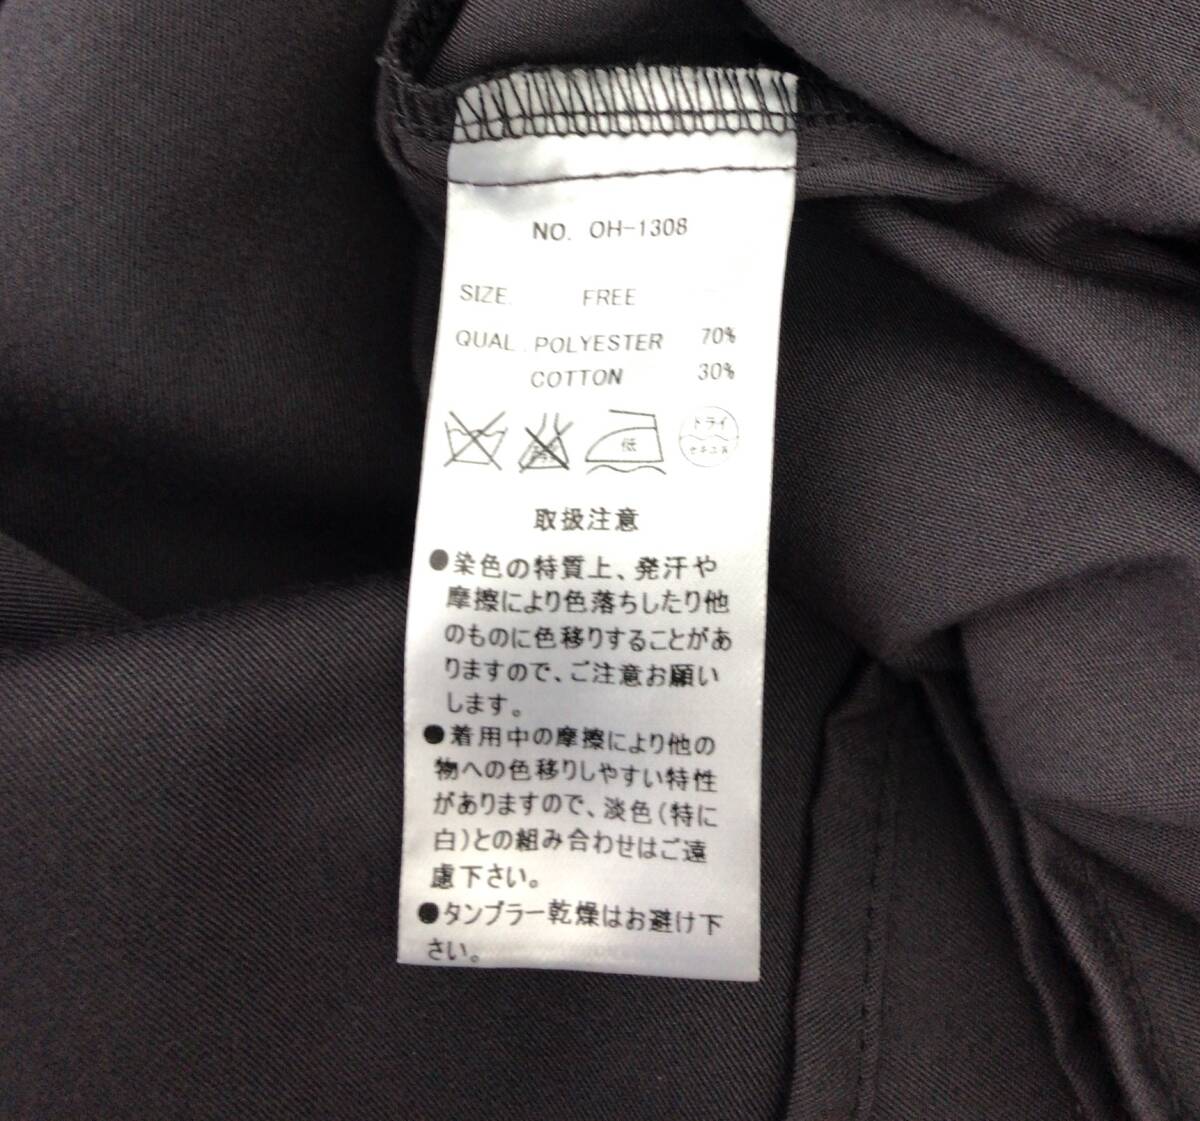 NO. OH-1308
SIZE. FREE
QUAL. POLYESTER 70%
COTTON 30%
低
ドライ
セキユ系
取扱注意
●染色の特質上、発汗や
摩擦により色落ちしたり他
のものに色移りすることがあ
りますので、ご注意お願い
します。
●着用中の摩擦により他の
物への色移りしやすい特性
がありますので、淡色(特に
白)との組み合わせはご遠
慮下さい。
●タンブラー乾燥はお避け下
さい。